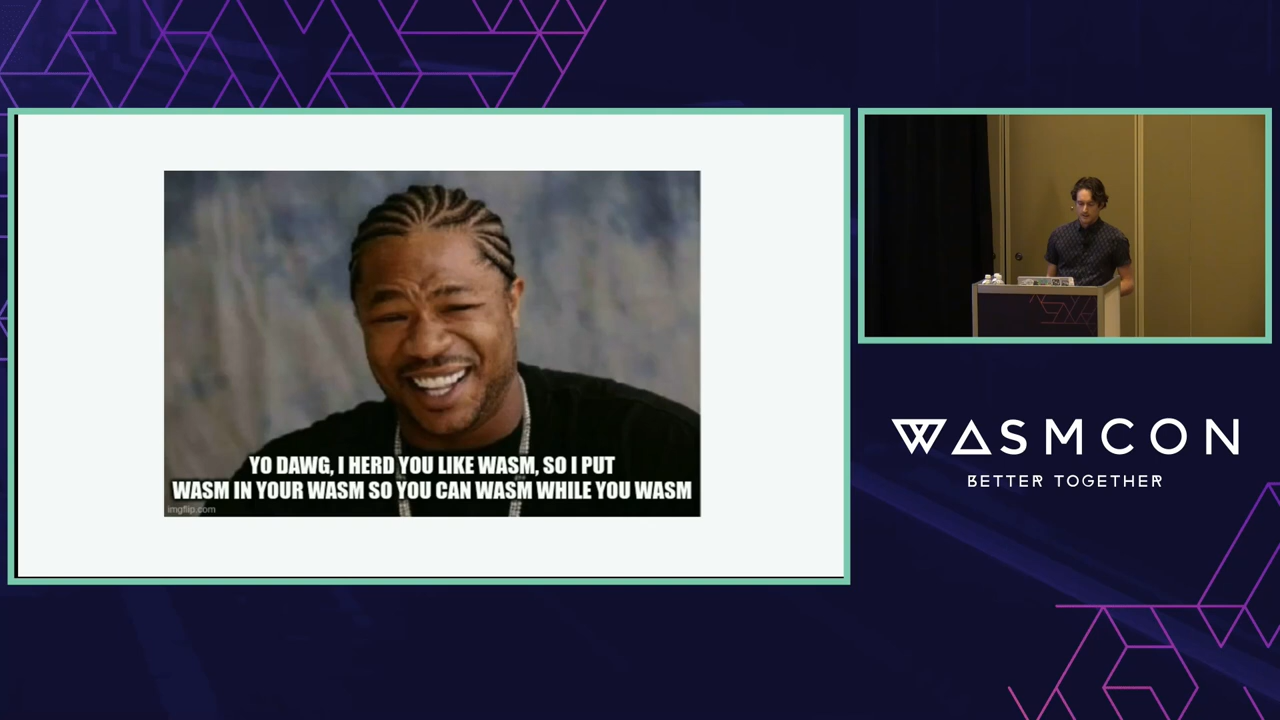 YO DAWG, I HERD YOU LIKE WASM, SO I PUT
WASM IN YOUR WASM SO YOU CAN WASM WHILE YOU WASM
imgflip.com
WASMCON
BETTER TOGETHER